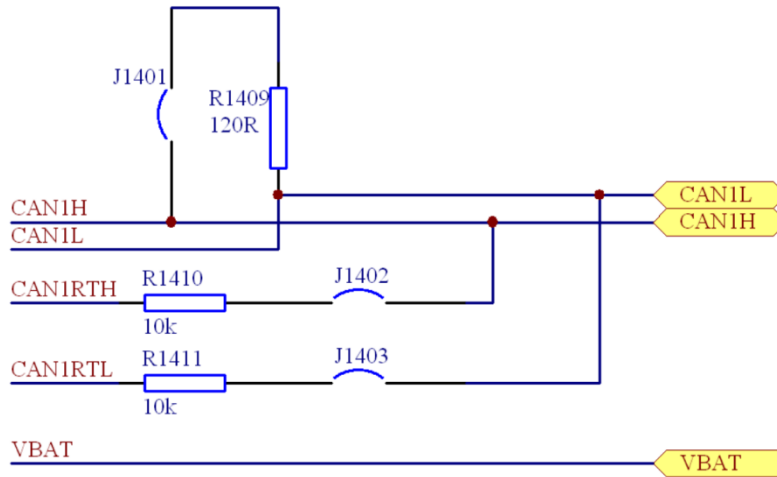 J1401
R1409
120R
CAN1H
CAN1L
CAN1L
CAN1H
CAN1RTH
R1410
10k
J1402
CAN1RTL
R1411
10k
J1403
VBAT
VBAT